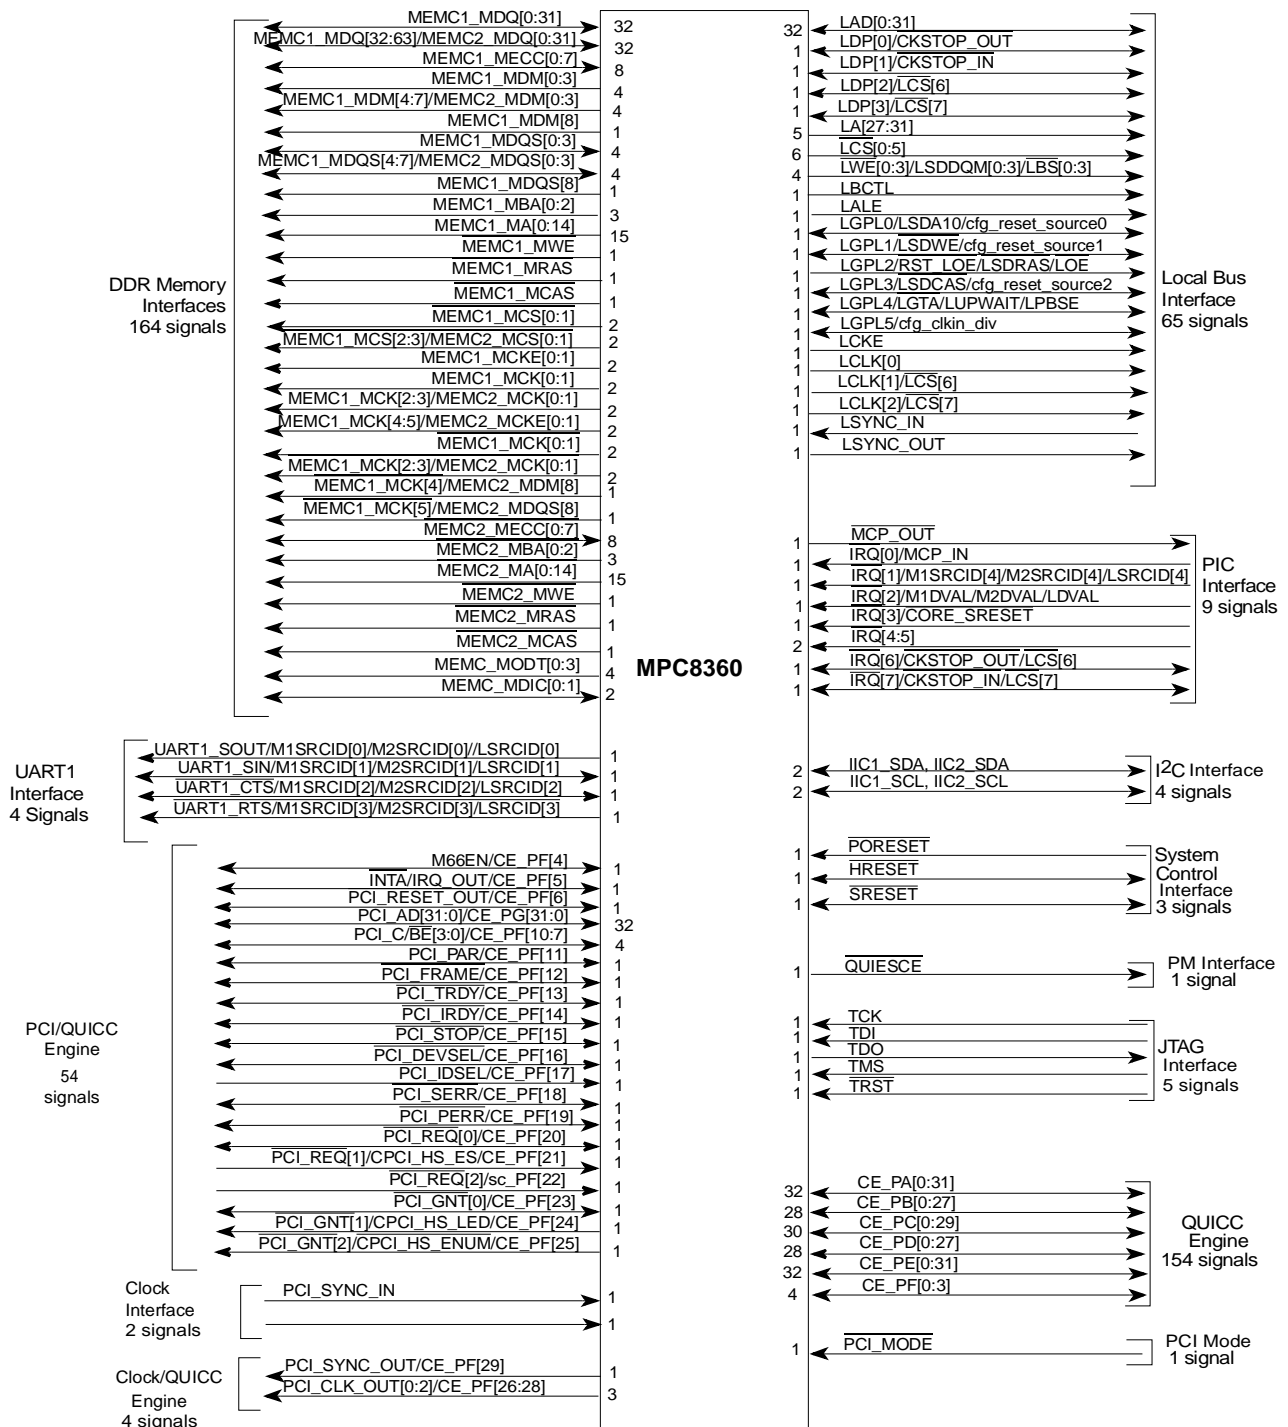 MEMC1_MDQ[0:31]
32
MEMC1_MDQ[32:63]/MEMC2_MDQ[0:31]
32
MEMC1_MECC[0:7]
8
MEMC1_MDM[0:3]
4
MEMC1_MDM[4:7]/MEMC2_MDM[0:3]
4
MEMC1_MDM[8]
1
MEMC1_MDQS[0:3]
4
MEMC1_MDQS[4:7]/MEMC2_MDQS[0:3]
4
MEMC1_MDQS[8]
1
MEMC1_MBA[0:2]
3
MEMC1_MA[0:14]
15
MEMC1_MWE
1
MEMC1_MRAS
1
MEMC1_MCAS
1
MEMC1_MCS[0:1]
2
MEMC1_MCS[2:3]/MEMC2_MCS[0:1]
2
MEMC1_MCKE[0:1]
2
MEMC1_MCK[0:1]
2
MEMC1_MCK[2:3]/MEMC2_MCK[0:1]
2
MEMC1_MCK[4:5]/MEMC2_MCKE[0:1]
2
MEMC1_MCK[0:1]
2
MEMC1_MCK[2:3]/MEMC2_MCK[0:1]
2
MEMC1_MCK[4]/MEMC2_MDM[8]
1
MEMC1_MCK[5]/MEMC2_MDQS[8]
1
MEMC2_MECC[0:7]
8
MEMC2_MBA[0:2]
3
MEMC2_MA[0:14]
15
MEMC2_MWE
1
MEMC2_MRAS
1
MEMC2_MCAS
1
MEMC_MODT[0:3]
4
MEMC_MDIC[0:1]
2
DDR Memory
Interfaces
164 signals
UART1_SOUT/M1SRCID[0]/M2SRCID[0]//LSRCID[0]
1
UART1_SIN/M1SRCID[1]/M2SRCID[1]/LSRCID[1]
1
UART1_CTS/M1SRCID[2]/M2SRCID[2]/LSRCID[2]
1
UART1_RTS/M1SRCID[3]/M2SRCID[3]/LSRCID[3]
1
UART1
Interface
4 Signals
M66EN/CE_PF[4]
1
INTA/IRQ_OUT/CE_PF[5]
1
PCI_RESET_OUT/CE_PF[6]
1
PCI_AD[31:0]/CE_PG[31:0]
32
PCI_C/BE[3:0]/CE_PF[10:7]
4
PCI_PAR/CE_PF[11]
1
PCI_FRAME/CE_PF[12]
1
PCI_TRDY/CE_PF[13]
1
PCI_IRDY/CE_PF[14]
1
PCI_STOP/CE_PF[15]
1
PCI_DEVSEL/CE_PF[16]
1
PCI_IDSEL/CE_PF[17]
1
PCI_SERR/CE_PF[18]
1
PCI_PERR/CE_PF[19]
1
PCI_REQ[0]/CE_PF[20]
1
PCI_REQ[1]/CPCI_HS_ES/CE_PF[21]
1
PCI_REQ[2]/sc_PF[22]
1
PCI_GNT[0]/CE_PF[23]
1
PCI_GNT[1]/CPCI_HS_LED/CE_PF[24]
1
PCI_GNT[2]/CPCI_HS_ENUM/CE_PF[25]
1
PCI/QUICC
Engine
54
signals
Clock
Interface
2 signals
PCI_SYNC_IN
1
1
Clock/QUICC
Engine
4 signals
PCI_SYNC_OUT/CE_PF[29]
1
PCI_CLK_OUT[0:2]/CE_PF[26:28]
3
MPC8360
32
LAD[0:31]
1
LDP[0]/CKSTOP_OUT
1
LDP[1]/CKSTOP_IN
1
LDP[2]/LCS[6]
1
LDP[3]/LCS[7]
5
LA[27:31]
6
LCS[0:5]
4
LWE[0:3]/LSDDQM[0:3]/LBS[0:3]
1
LBCTL
1
LALE
1
LGPL0/LSDA10/cfg_reset_source0
1
LGPL1/LSDWE/cfg_reset_source1
1
LGPL2/RST_LOE/LSDRAS/LOE
1
LGPL3/LSDCAS/cfg_reset_source2
1
LGPL4/LGTA/LUPWAIT/LPBSE
1
LGPL5/cfg_clkin_div
1
LCKE
1
LCLK[0]
1
LCLK[1]/LCS[6]
1
LCLK[2]/LCS[7]
1
LSYNC_IN
1
LSYNC_OUT
Local Bus
Interface
65 signals
1
MCP_OUT
1
IRQ[0]/MCP_IN
1
IRQ[1]/M1SRCID[4]/M2SRCID[4]/LSRCID[4]
1
IRQ[2]/M1DVAL/M2DVAL/LDVAL
1
IRQ[3]/CORE_SRESET
2
IRQ[4:5]
1
IRQ[6]/CKSTOP_OUT/LCS[6]
1
IRQ[7]/CKSTOP_IN/LCS[7]
PIC
Interface
9 signals
2
IIC1_SDA, IIC2_SDA
2
IIC1_SCL, IIC2_SCL
I2C Interface
4 signals
1
PORESET
1
HRESET
1
SRESET
System
Control
Interface
3 signals
1
QUIESCE
PM Interface
1 signal
1
TCK
1
TDI
1
TDO
1
TMS
1
TRST
JTAG
Interface
5 signals
32
CE_PA[0:31]
28
CE_PB[0:27]
30
CE_PC[0:29]
28
CE_PD[0:27]
32
CE_PE[0:31]
4
CE_PF[0:3]
QUICC
Engine
154 signals
1
PCI_MODE
PCI Mode
1 signal